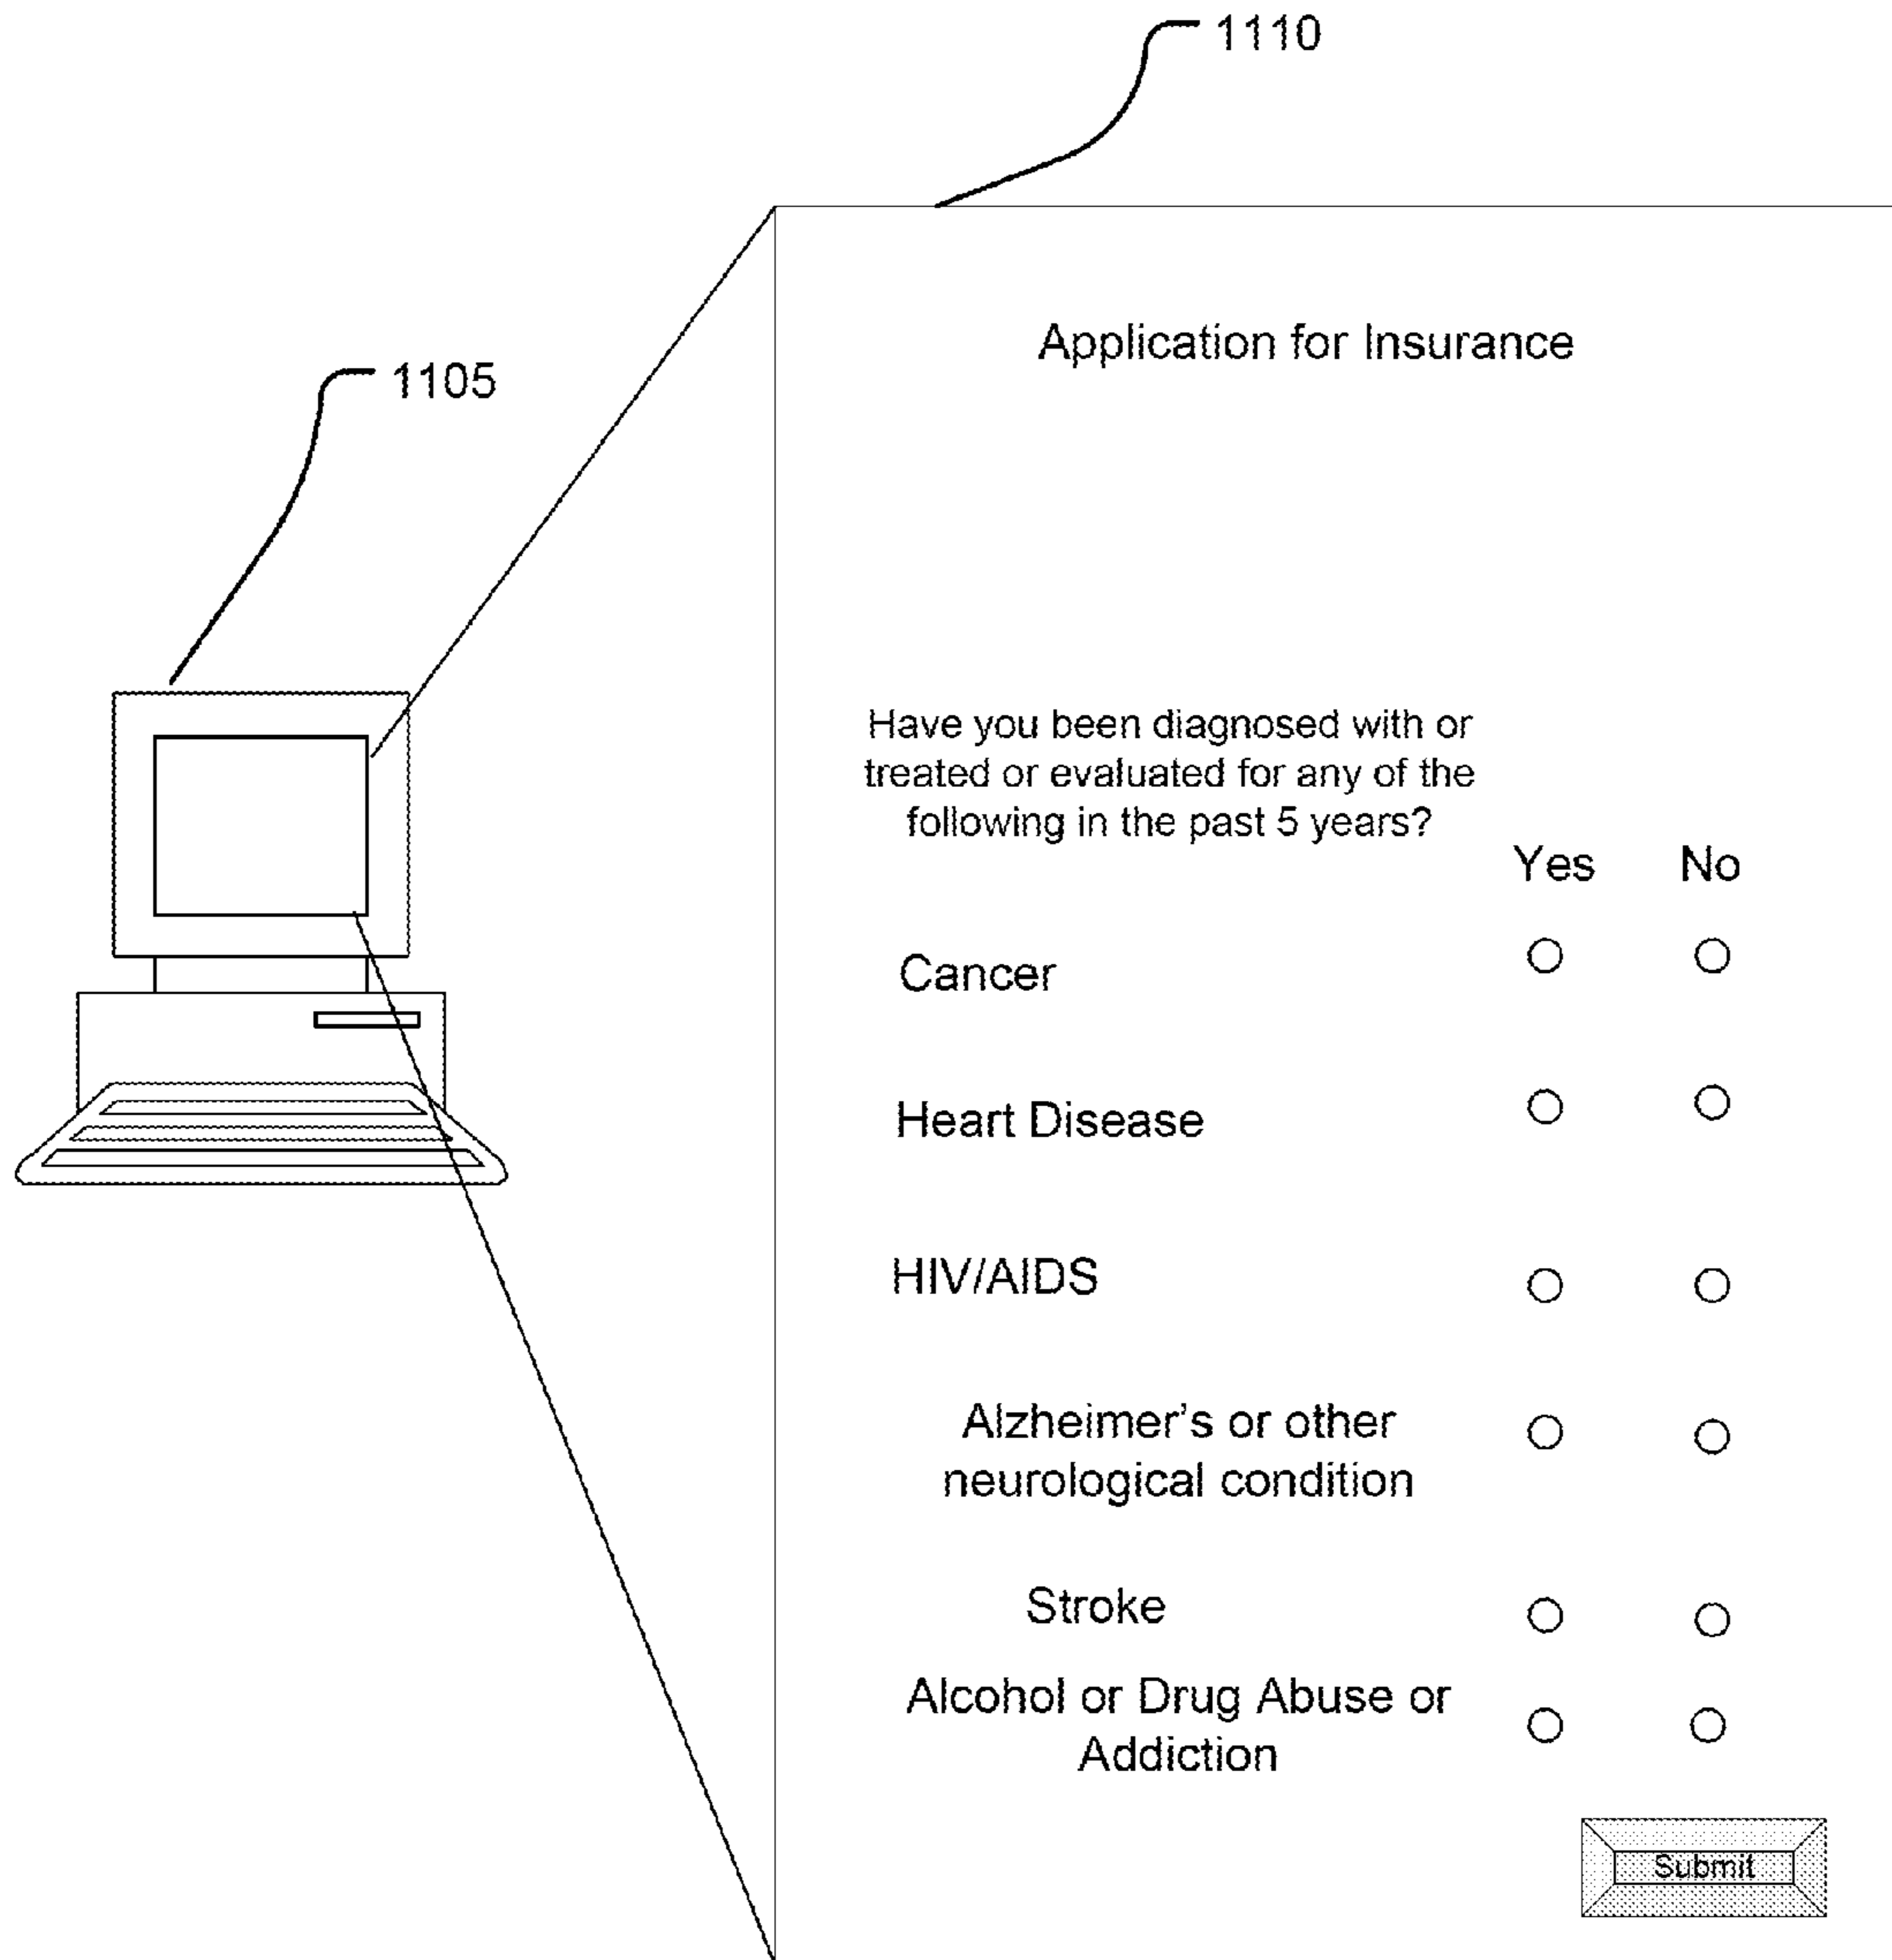 1110
Application for Insurance
1105
Have you been diagnosed with or
treated or evaluated for any of the
following in the past 5 years?
Yes No
Cancer
Heart Disease
HIV/AIDS
Alzheimer’s or other
neurological condition
Stroke
Alcohol or Drug Abuse or
Addiction
Submit